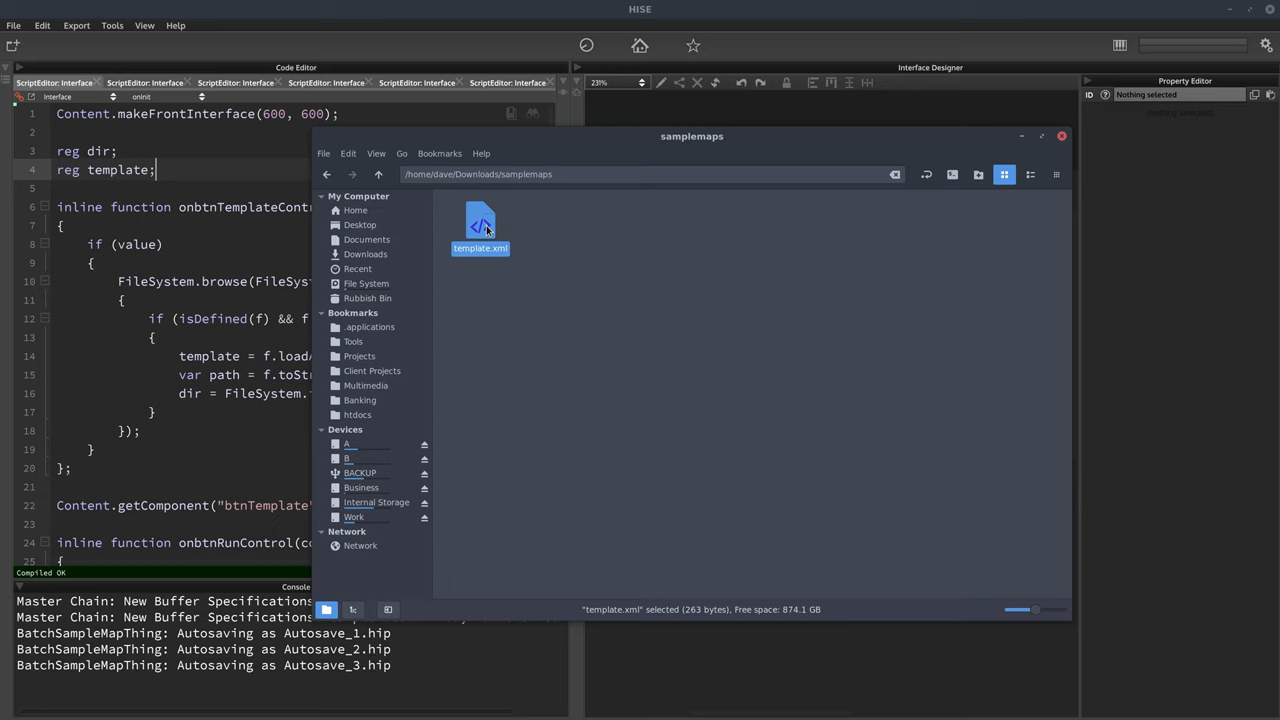 HISE
File Edit Export Tools View Help
Code Editor
Interface Designer
ScriptEditor: Interface ScriptEditor: Interface ScriptEditor: Interface ScriptEditor: Interface ScriptEditor: Interface ScriptEditor: Interface
231%
Property Editor
Interface onInit
ID Nothing selected
Nothing selected
1 Content.makeFrontInterface(600, 600);
2
3 reg dir;
4 reg template;
5
6 inline function onbtnTemplateContr
7 {
8 if (value)
9 {
10 FileSystem.browse(FileSys
11 {
12 if (isDefined(f) && f
13 {
14 template = f.loadA
15 var path = f.toStr
16 dir = FileSystem.
17 }
18 });
19 }
20 };
21
22 Content.getComponent("btnTemplate"
23
24 inline function onbtnRunControl(co
25 {
Compiled OK
Console
Master Chain: New Buffer Specifications
Master Chain: New Buffer Specifications
BatchSampleMapThing: Autosaving as Autosave_1.hip
BatchSampleMapThing: Autosaving as Autosave_2.hip
BatchSampleMapThing: Autosaving as Autosave_3.hip
samplemaps
File Edit View Go Bookmarks Help
/home/dave/Downloads/samplemaps
My Computer
Home
Desktop
Documents
Downloads
Recent
File System
Rubbish Bin
Bookmarks
.applications
Tools
Projects
Client Projects
Multimedia
Banking
htdocs
Devices
A
B
BACKUP
Business
Internal Storage
Work
Network
Network
template.xml
"template.xml" selected (263 bytes), Free space: 874.1 GB